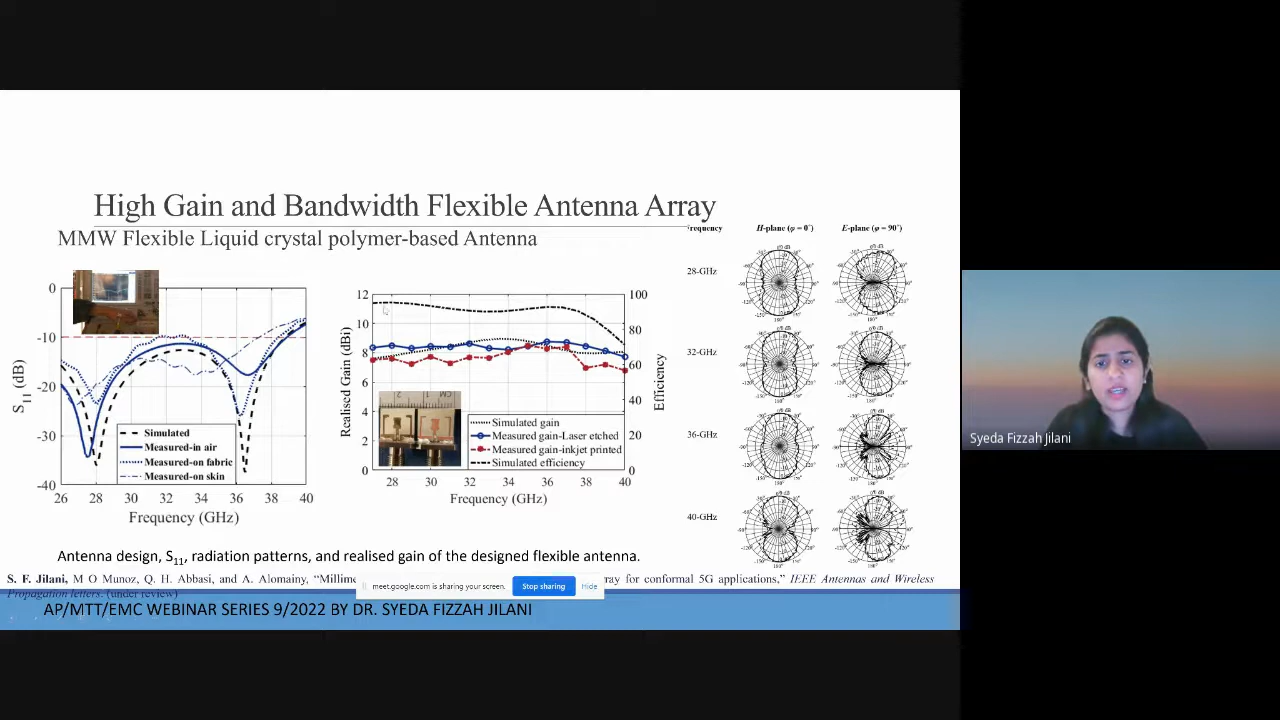 High Gain and Bandwidth Flexible Antenna Array
MMW Flexible Liquid crystal polymer-based Antenna
0
-10
-20
-30
-40
S11 (dB)
26 28 30 32 34 36 38 40
Frequency (GHz)
Simulated
Measured-in air
Measured-on fabric
Measured-on skin
12
10
8
6
4
2
0
Realised Gain (dBi)
100
80
60
40
20
0
Efficiency
28 30 32 34 36 38 40
Frequency (GHz)
Simulated gain
Measured gain-Laser etched
Measured gain-inkjet printed
Simulated efficiency
H-plane (φ = 0°) E-plane (φ = 90°)
28-GHz
32-GHz
36-GHz
40-GHz
Antenna design, S11, radiation patterns, and realised gain of the designed flexible antenna.
S. F. Jilani, M O Munoz, Q. H. Abbasi, and A. Alomainy, “Millime ray for conformal 5G applications,” IEEE Antennas and Wireless
Propagation letters. (under review)
meet.google.com is sharing your screen. Stop sharing Hide
AP/MTT/EMC WEBINAR SERIES 9/2022 BY DR. SYEDA FIZZAH JILANI
Syeda Fizzah Jilani